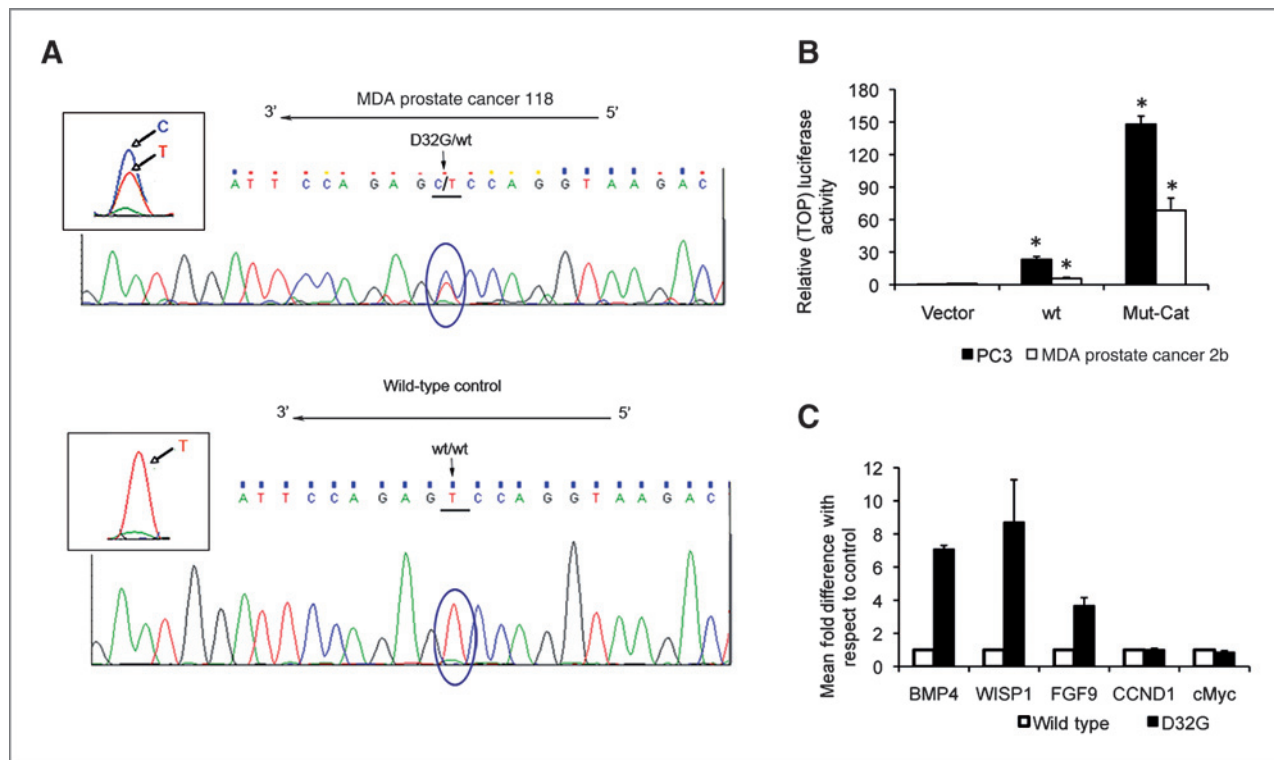 A
MDA prostate cancer 118
3' 5'
D32G/wt
C
T
A T T C C A G A G C/T C C A G G T A A G A C
Wild-type control
3' 5'
wt/wt
T
A T T C C A G A G T C C A G G T A A G A C
B
Relative (TOP) luciferase
activity
180
150
120
90
60
30
0
* * * *
Vector wt Mut-Cat
PC3 MDA prostate cancer 2b
C
Mean fold difference with
respect to control
12
10
8
6
4
2
0
BMP4 WISP1 FGF9 CCND1 cMyc
Wild type D32G